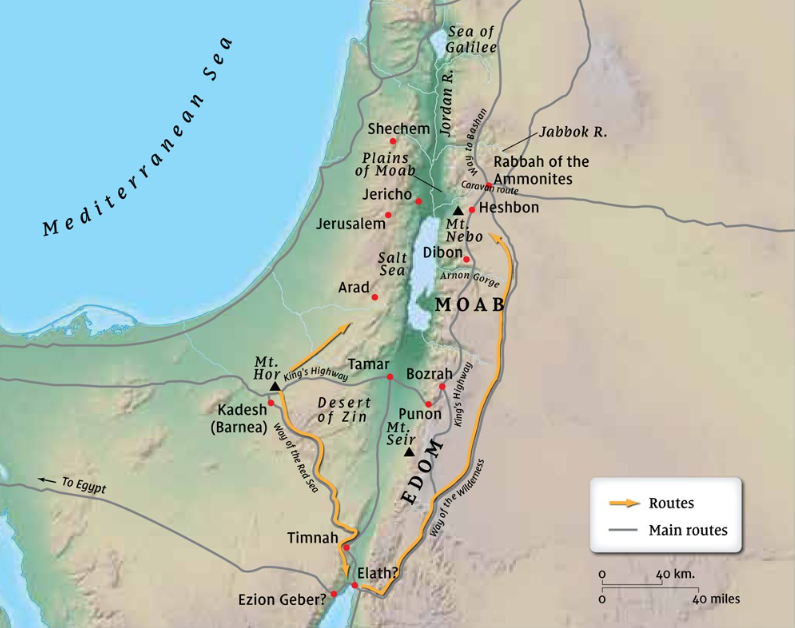 Sea of
Galilee
Mediterranean Sea
Jordan R.
Shechem
Way to Bashan
Jabbok R.
Plains
of Moab
Rabbah of the
Ammonites
Caravan route
Jericho
Heshbon
Jerusalem
Mt.
Nebo
Salt
Sea
Dibon
Arnon Gorge
Arad
MOAB
Mt.
Hor
King's Highway
Tamar
Bozrah
King's Highway
Kadesh
(Barnea)
Desert
of Zin
Punon
Mt.
Seir
EDOM
Way of the Red Sea
Way of the Wilderness
To Egypt
Routes
Main routes
Timnah
Elath?
Ezion Geber?
0 40 km.
0 40 miles